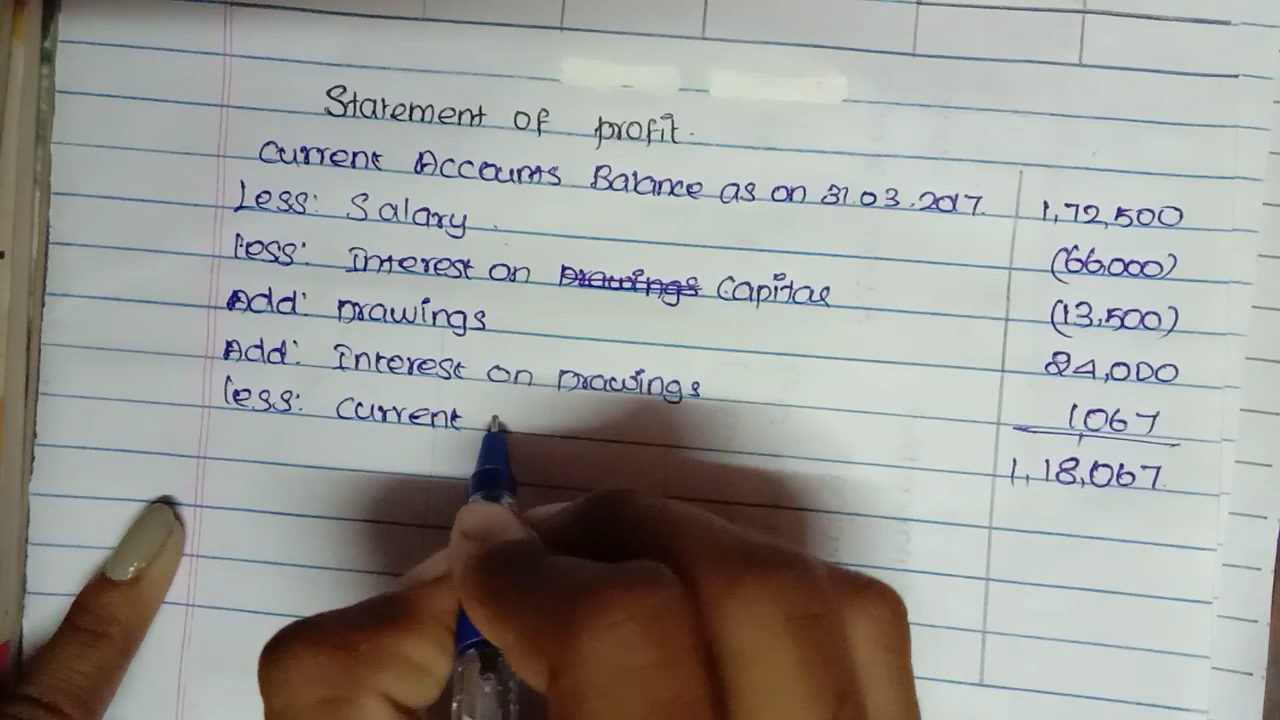 Statement of profit.
Current Accounts Balance as on 31.03.2017. 1,72,500
Less: Salary (66,000)
Less: Interest on Drawings Capital (13,500)
Add: Drawings 24,000
Add: Interest on Drawings 1067
Less: Current 1,18,067